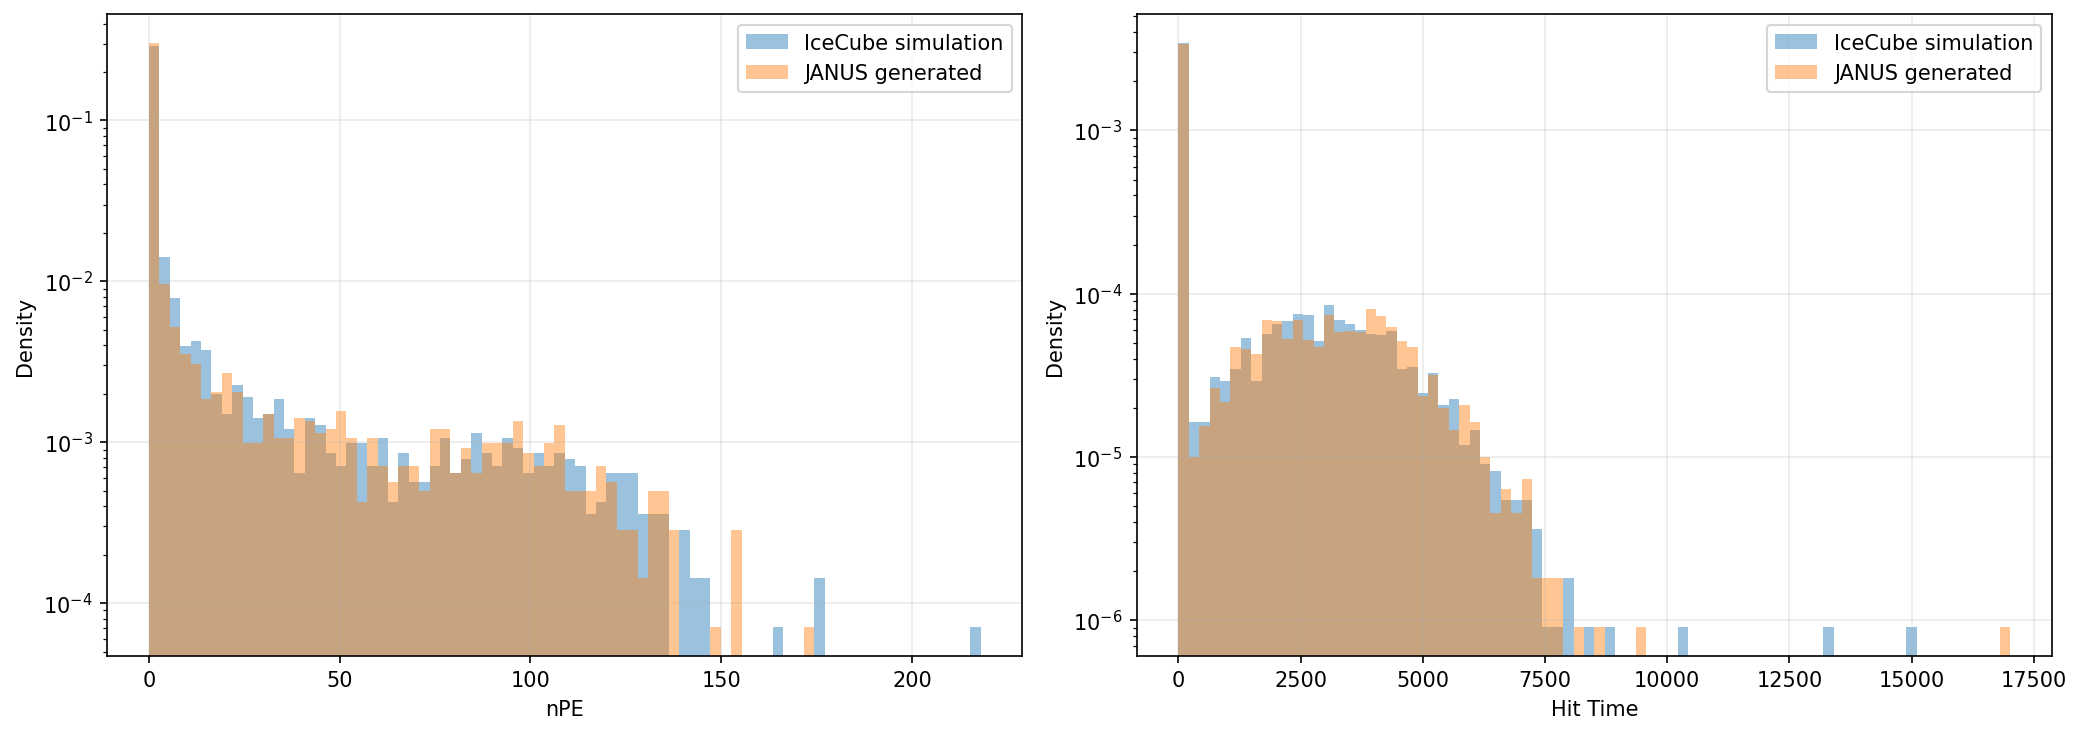 IceCube simulation
JANUS generated
10⁻¹
10⁻²
10⁻³
10⁻⁴
Density
0 50 100 150 200
nPE
IceCube simulation
JANUS generated
10⁻³
10⁻⁴
10⁻⁵
10⁻⁶
Density
0 2500 5000 7500 10000 12500 15000 17500
Hit Time